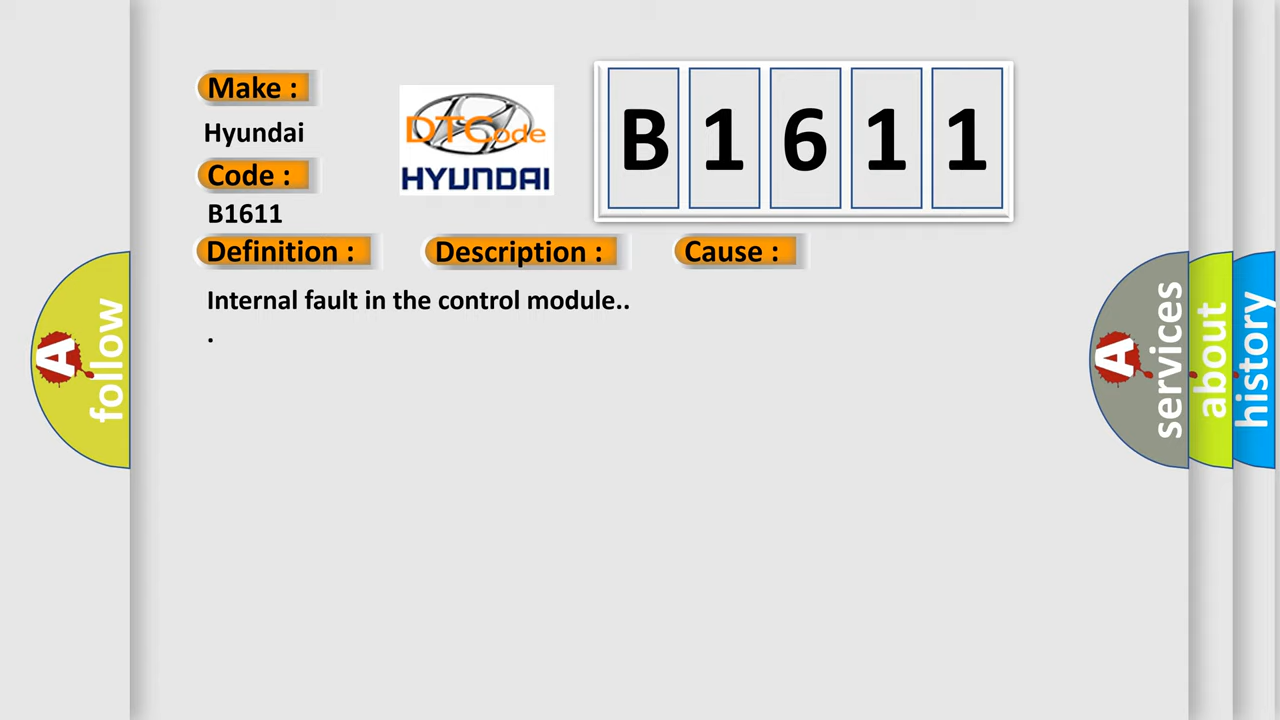 Make :
Hyundai
Code :
B1611
Definition :
Description :
Cause :
Internal fault in the control module..
.
DTCode
HYUNDAI
B 1 6 1 1
A follow
A services
about
history